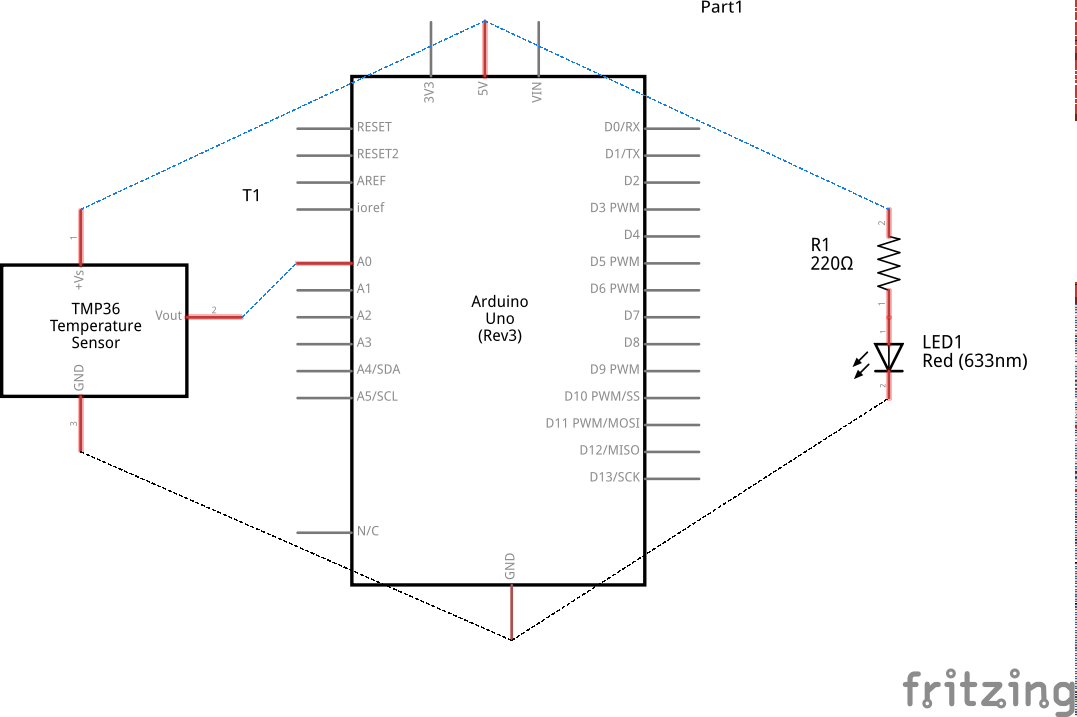 Part1
3V3
5V
VIN
RESET
D0/RX
RESET2
D1/TX
AREF
D2
T1
ioref
D3 PWM
2
D4
1
R1
220Ω
A0
D5 PWM
+Vs
A1
D6 PWM
1
TMP36
Temperature
Sensor
Vout
2
Arduino
Uno
(Rev3)
A2
D7
1
A3
D8
LED1
Red (633nm)
GND
A4/SDA
D9 PWM
2
A5/SCL
D10 PWM/SS
3
D11 PWM/MOSI
D12/MISO
D13/SCK
N/C
GND
fritzing